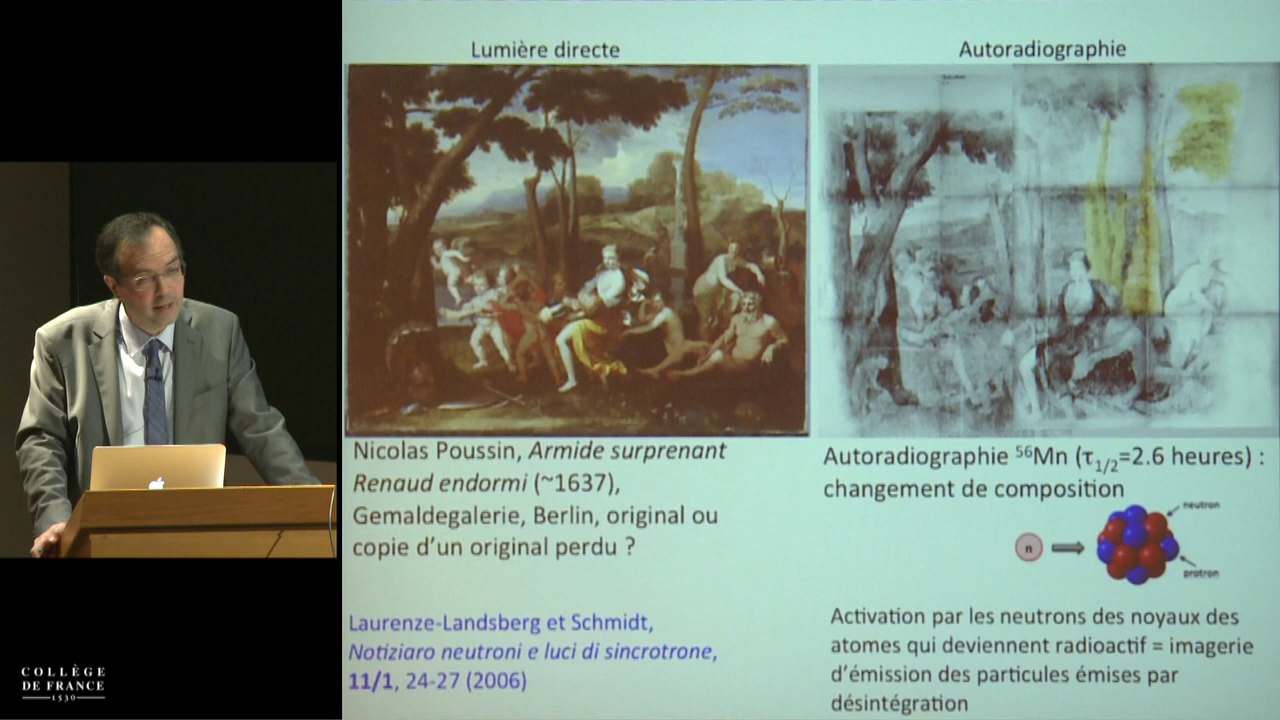 Lumière directe
Autoradiographie
Nicolas Poussin, Armide surprenant
Renaud endormi (~1637),
Gemaldegalerie, Berlin, original ou
copie d'un original perdu ?
Laurenze-Landsberg et Schmidt,
Notiziaro neutroni e luci di sincrotrone,
11/1, 24-27 (2006)
Autoradiographie ⁵⁶Mn (τ₁/₂=2.6 heures) :
changement de composition
neutron
n
protron
Activation par les neutrons des noyaux des
atomes qui deviennent radioactif = imagerie
d'émission des particules émises par
désintégration
COLLÈGE
DE FRANCE
1530